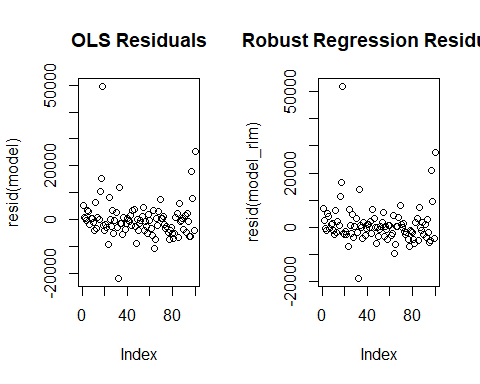 OLS Residuals
resid(model)
-20000
0
20000
50000
0
40
80
Index
Robust Regression Residu
resid(model_rlm)
-20000
0
20000
50000
0
40
80
Index